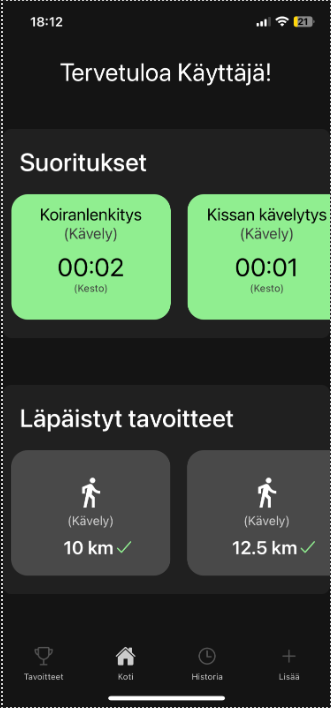 18:12
21
Tervetuloa Käyttäjä!
Suoritukset
Koiranlenkitys
(Kävely)
00:02
(Kesto)
Kissan kävelytys
(Kävely)
00:01
(Kesto)
Läpäistyt tavoitteet
(Kävely)
10 km
(Kävely)
12.5 km
Tavoitteet
Koti
Historia
Lisää